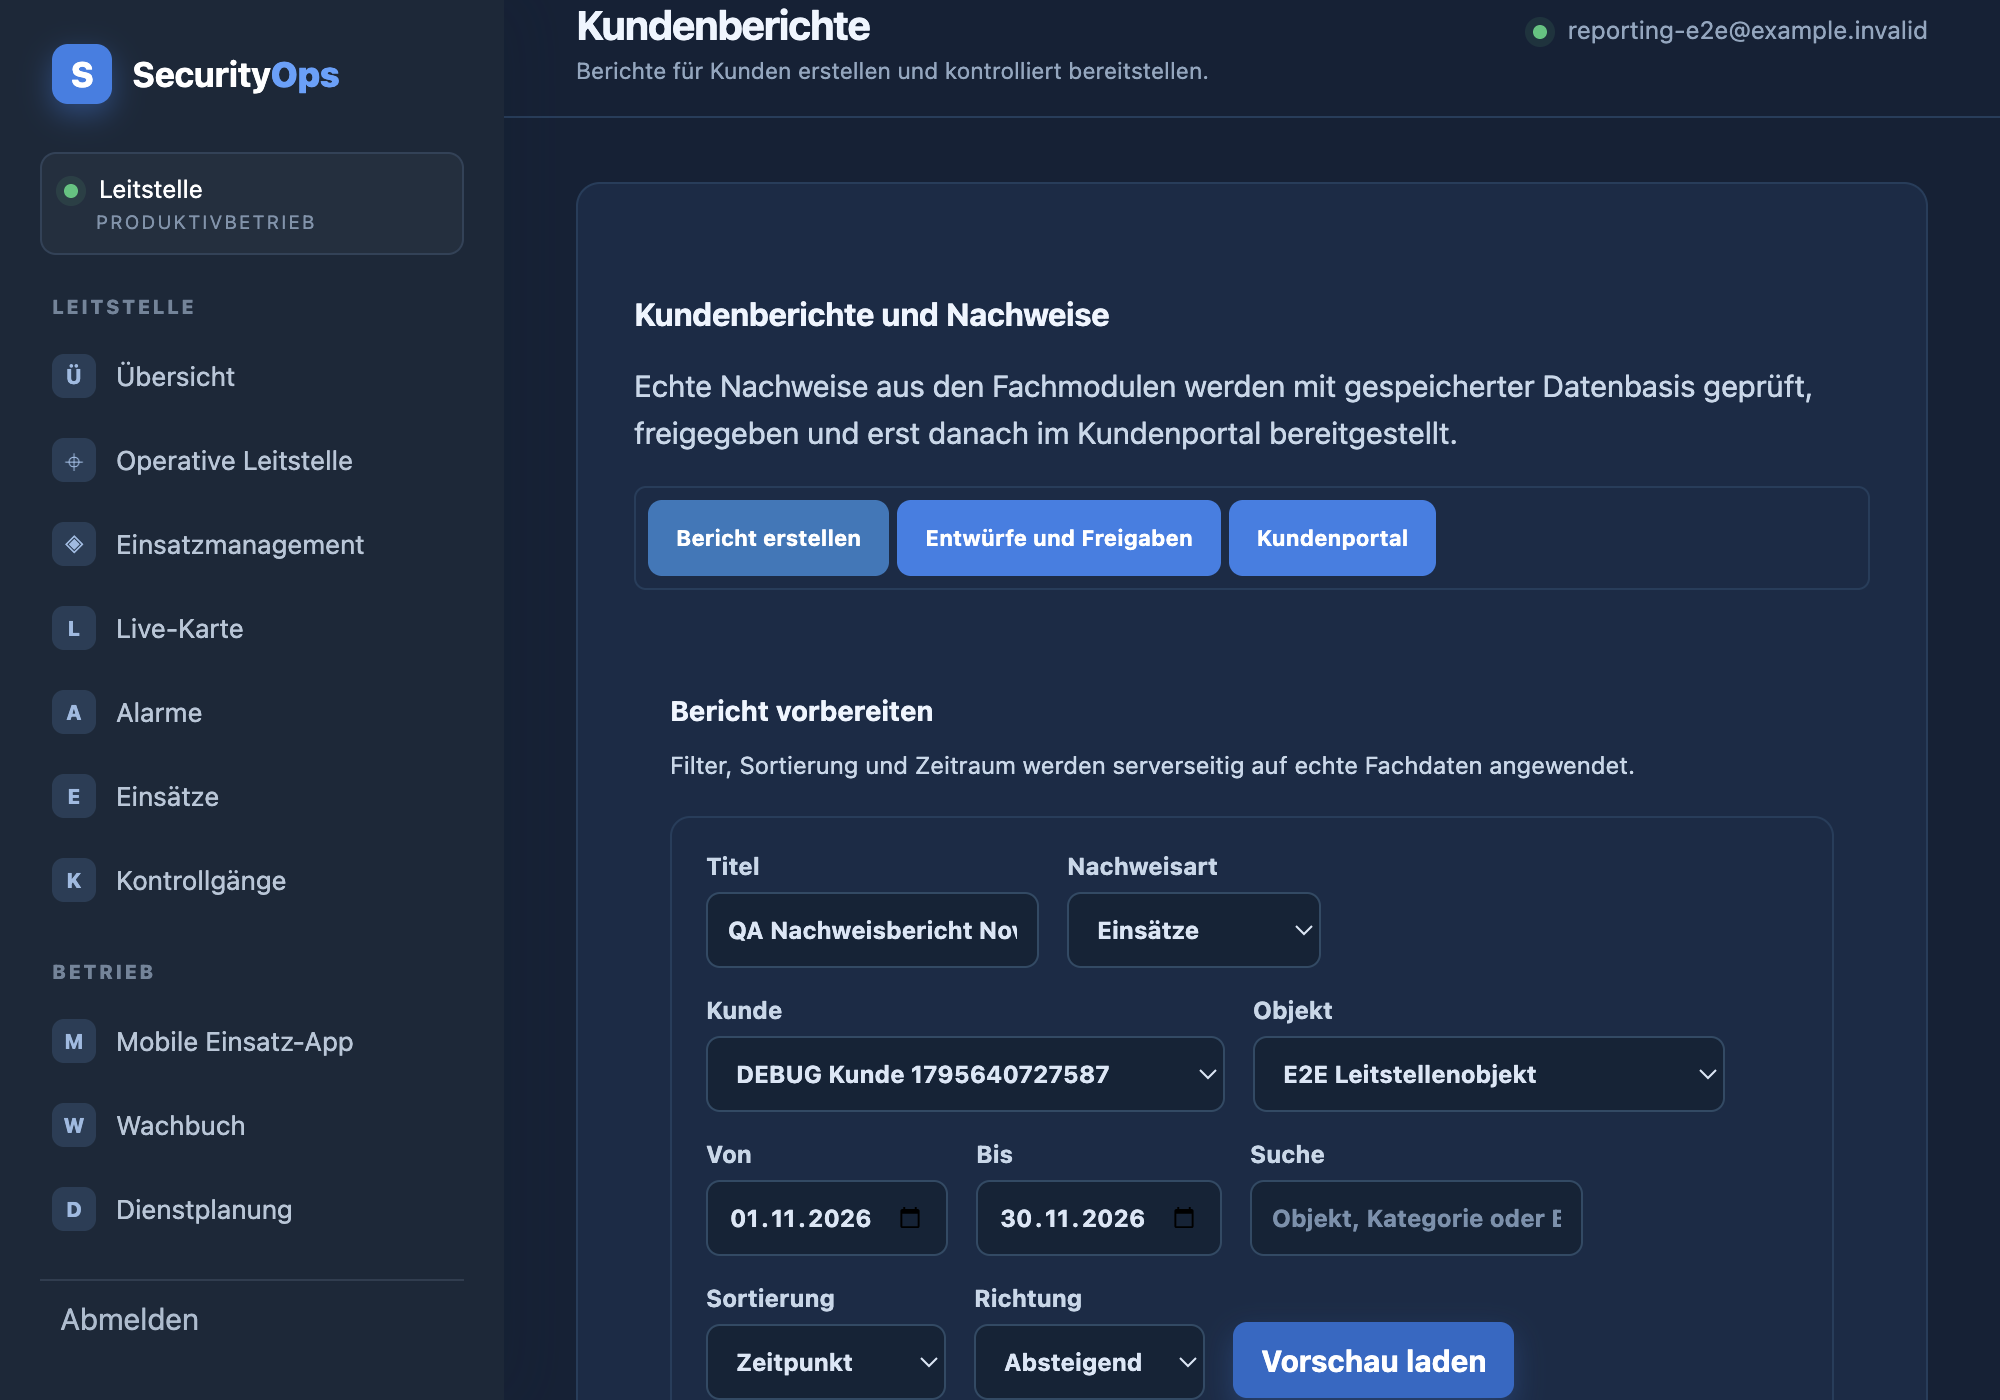 S
SecurityOps
Leitstelle
PRODUKTIVBETRIEB
LEITSTELLE
Ü Übersicht
Operative Leitstelle
Einsatzmanagement
L Live-Karte
A Alarme
E Einsätze
K Kontrollgänge
BETRIEB
M Mobile Einsatz-App
W Wachbuch
D Dienstplanung
Abmelden
Kundenberichte
reporting-e2e@example.invalid
Berichte für Kunden erstellen und kontrolliert bereitstellen.
Kundenberichte und Nachweise
Echte Nachweise aus den Fachmodulen werden mit gespeicherter Datenbasis geprüft,
freigegeben und erst danach im Kundenportal bereitgestellt.
Bericht erstellen Entwürfe und Freigaben Kundenportal
Bericht vorbereiten
Filter, Sortierung und Zeitraum werden serverseitig auf echte Fachdaten angewendet.
Titel Nachweisart
QA Nachweisbericht Nov Einsätze
Kunde Objekt
DEBUG Kunde 1795640727587 E2E Leitstellenobjekt
Von Bis Suche
01.11.2026 30.11.2026 Objekt, Kategorie oder
Sortierung Richtung
Zeitpunkt Absteigend Vorschau laden